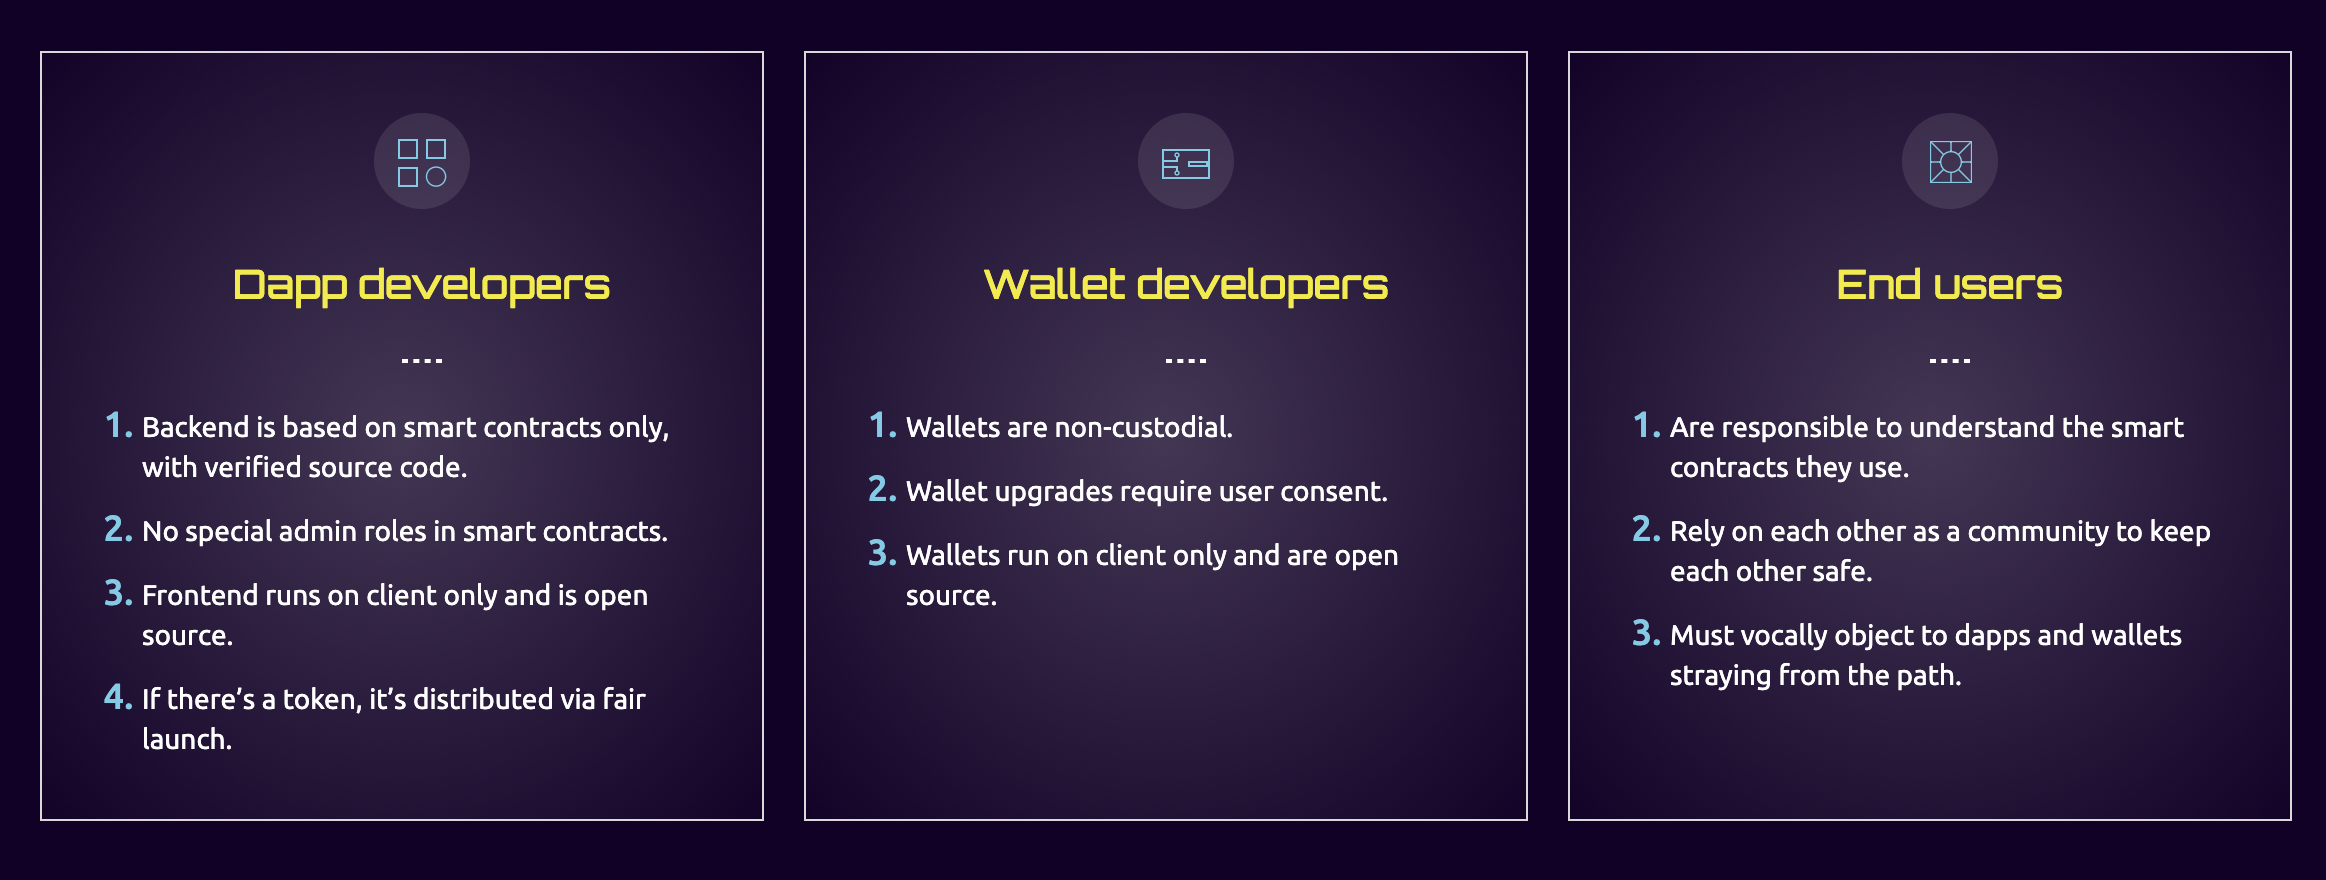 Dapp developers
1. Backend is based on smart contracts only,
with verified source code.
2. No special admin roles in smart contracts.
3. Frontend runs on client only and is open
source.
4. If there’s a token, it’s distributed via fair
launch.
Wallet developers
1. Wallets are non-custodial.
2. Wallet upgrades require user consent.
3. Wallets run on client only and are open
source.
End users
1. Are responsible to understand the smart
contracts they use.
2. Rely on each other as a community to keep
each other safe.
3. Must vocally object to dapps and wallets
straying from the path.